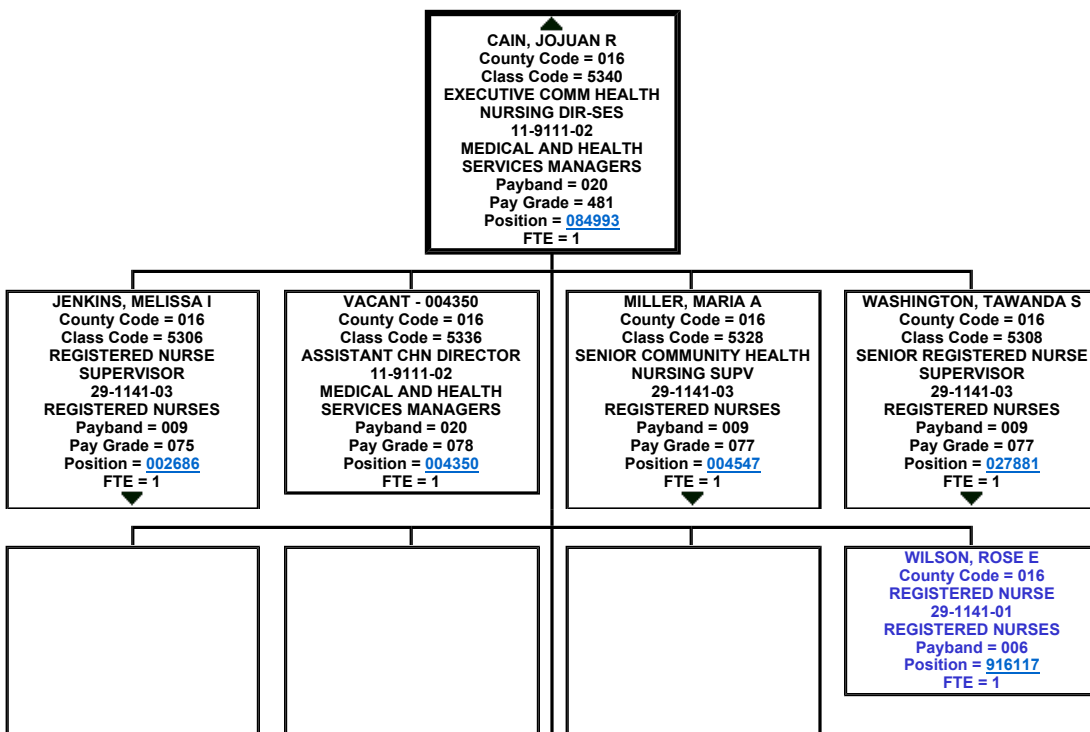 CAIN, JOJUAN R
County Code = 016
Class Code = 5340
EXECUTIVE COMM HEALTH
NURSING DIR-SES
11-9111-02
MEDICAL AND HEALTH
SERVICES MANAGERS
Payband = 020
Pay Grade = 481
Position = 084993
FTE = 1
JENKINS, MELISSA I
County Code = 016
Class Code = 5306
REGISTERED NURSE
SUPERVISOR
29-1141-03
REGISTERED NURSES
Payband = 009
Pay Grade = 075
Position = 002686
FTE = 1
VACANT - 004350
County Code = 016
Class Code = 5336
ASSISTANT CHN DIRECTOR
11-9111-02
MEDICAL AND HEALTH
SERVICES MANAGERS
Payband = 020
Pay Grade = 078
Position = 004350
FTE = 1
MILLER, MARIA A
County Code = 016
Class Code = 5328
SENIOR COMMUNITY HEALTH
NURSING SUPV
29-1141-03
REGISTERED NURSES
Payband = 009
Pay Grade = 077
Position = 004547
FTE = 1
WASHINGTON, TAWANDA S
County Code = 016
Class Code = 5308
SENIOR REGISTERED NURSE
SUPERVISOR
29-1141-03
REGISTERED NURSES
Payband = 009
Pay Grade = 077
Position = 027881
FTE = 1
WILSON, ROSE E
County Code = 016
REGISTERED NURSE
29-1141-01
REGISTERED NURSES
Payband = 006
Position = 916117
FTE = 1